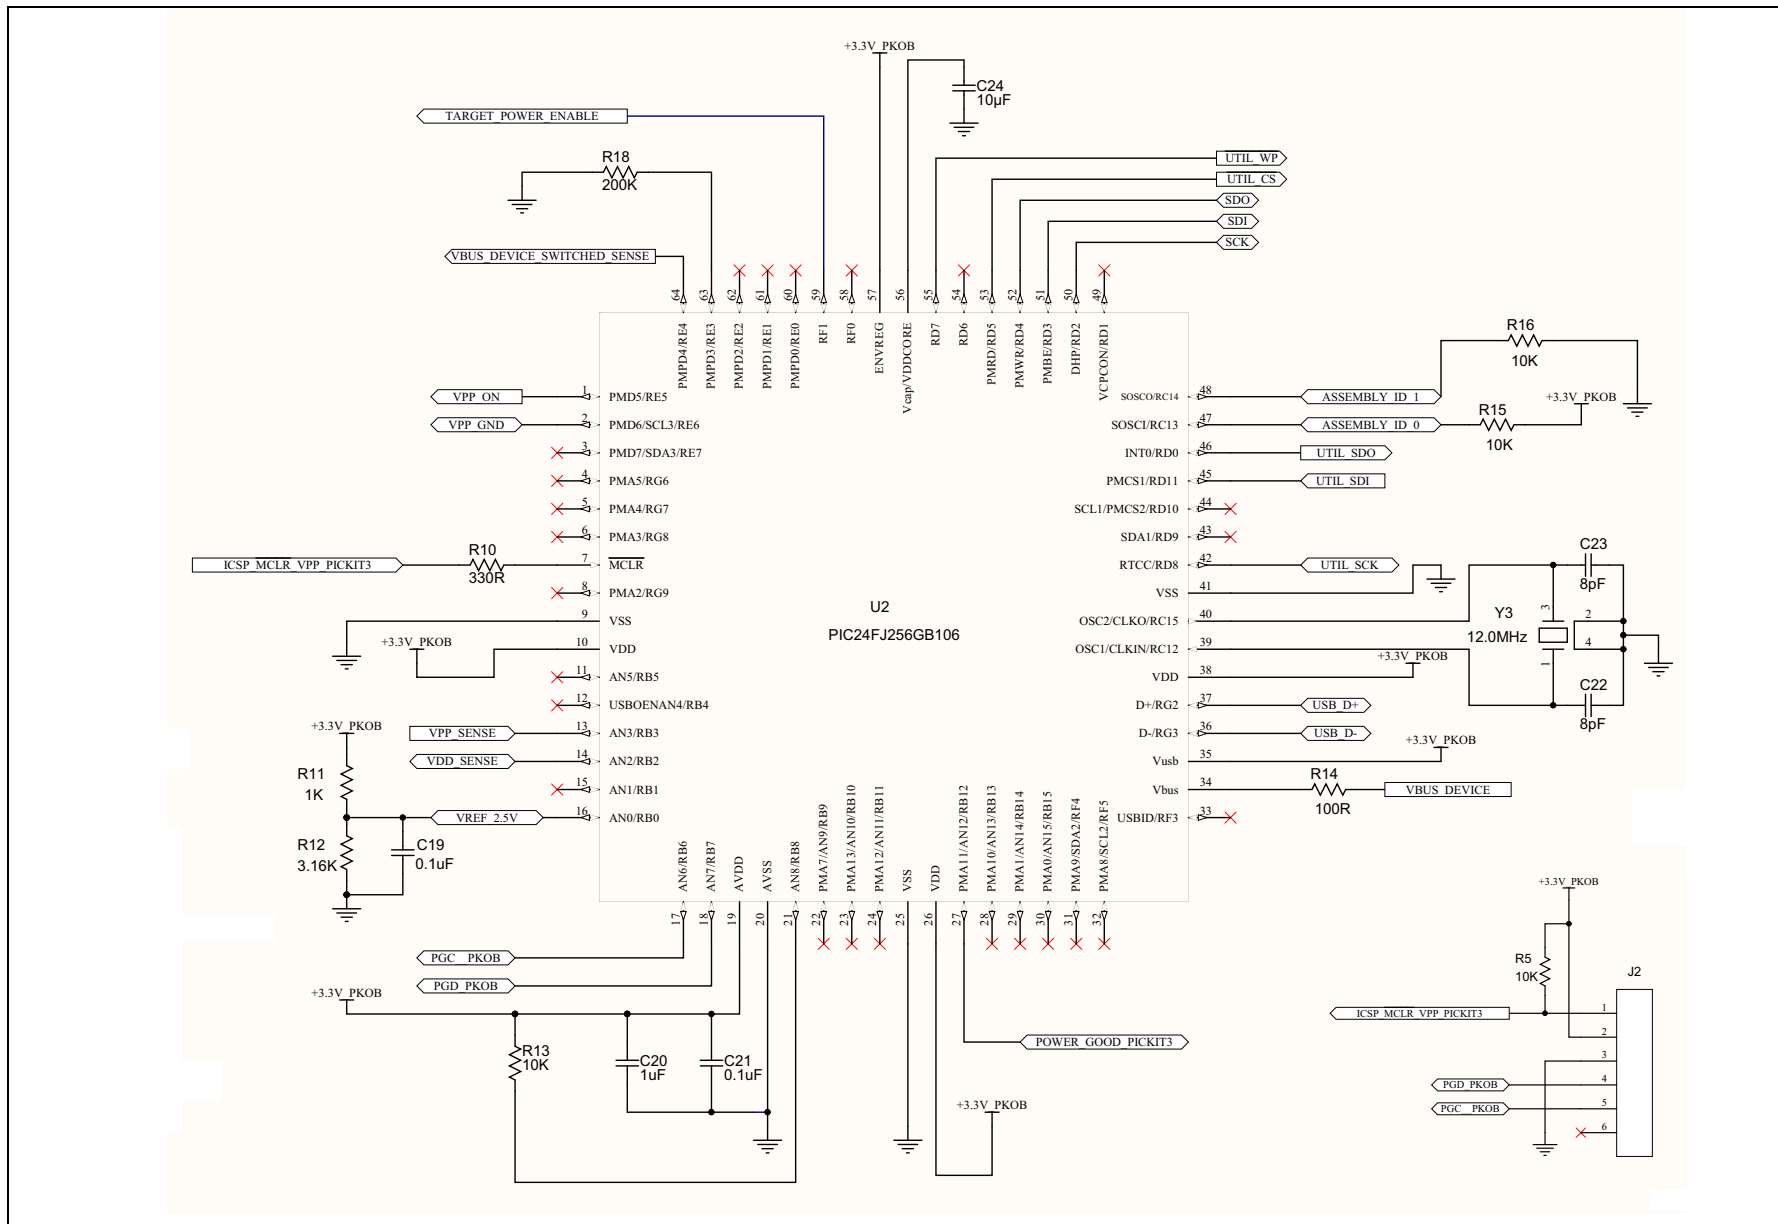 +3.3V_PKOB
C24
10µF
TARGET_POWER_ENABLE
R18
200K
UTIL_WP
UTIL_CS
SDO
SDI
SCK
VBUS_DEVICE_SWITCHED_SENSE
64 63 62 61 60 59 58 57 56 55 54 53 52 51 50 49
PMPD4/RE4
PMPD3/RE3
PMPD2/RE2
PMPD1/RE1
PMPD0/RE0
RF1
RF0
ENVREG
Vcap/VDDCORE
RD7
RD6
PMRD/RD5
PMWR/RD4
PMBE/RD3
DHP/RD2
VCPCON/RD1
R16
10K
VPP_ON 1 PMD5/RE5
VPP_GND 2 PMD6/SCL3/RE6
3 PMD7/SDA3/RE7
4 PMA5/RG6
5 PMA4/RG7
6 PMA3/RG8
ICSP_MCLR_VPP_PICKIT3 R10 330R 7 MCLR
8 PMA2/RG9
9 VSS
+3.3V_PKOB 10 VDD
11 AN5/RB5
12 USBOENAN4/RB4
VPP_SENSE 13 AN3/RB3
VDD_SENSE 14 AN2/RB2
15 AN1/RB1
VREF_2.5V 16 AN0/RB0
+3.3V_PKOB
R11
1K
R12
3.16K
C19
0.1uF
U2
PIC24FJ256GB106
SOSCO/RC14 48 ASSEMBLY_ID_1
SOSCI/RC13 47 ASSEMBLY_ID_0 R15 10K +3.3V_PKOB
INT0/RD0 46 UTIL_SDO
PMCS1/RD11 45 UTIL_SDI
SCL1/PMCS2/RD10 44
SDA1/RD9 43
RTCC/RD8 42 UTIL_SCK
VSS 41
OSC2/CLKO/RC15 40
OSC1/CLKIN/RC12 39
VDD 38 +3.3V_PKOB
D+/RG2 37 USB_D+
D-/RG3 36 USB_D-
Vusb 35 +3.3V_PKOB
Vbus 34 R14 100R VBUS_DEVICE
USBID/RF3 33
C23
8pF
Y3
12.0MHz
3
2
4
1
C22
8pF
AN6/RB6
AN7/RB7
AVDD
AVSS
AN8/RB8
PMA7/AN9/RB9
PMA13/AN10/RB10
PMA12/AN11/RB11
VSS
VDD
PMA11/AN12/RB12
PMA10/AN13/RB13
PMA1/AN14/RB14
PMA0/AN15/RB15
PMA9/SDA2/RF4
PMA8/SCL2/RF5
17 18 19 20 21 22 23 24 25 26 27 28 29 30 31 32
PGC__PKOB
PGD_PKOB
+3.3V_PKOB
R13
10K
C20
1uF
C21
0.1uF
POWER_GOOD_PICKIT3
+3.3V_PKOB
+3.3V_PKOB
R5
10K
J2
ICSP_MCLR_VPP_PICKIT3 1
2
3
PGD_PKOB 4
PGC__PKOB 5
6